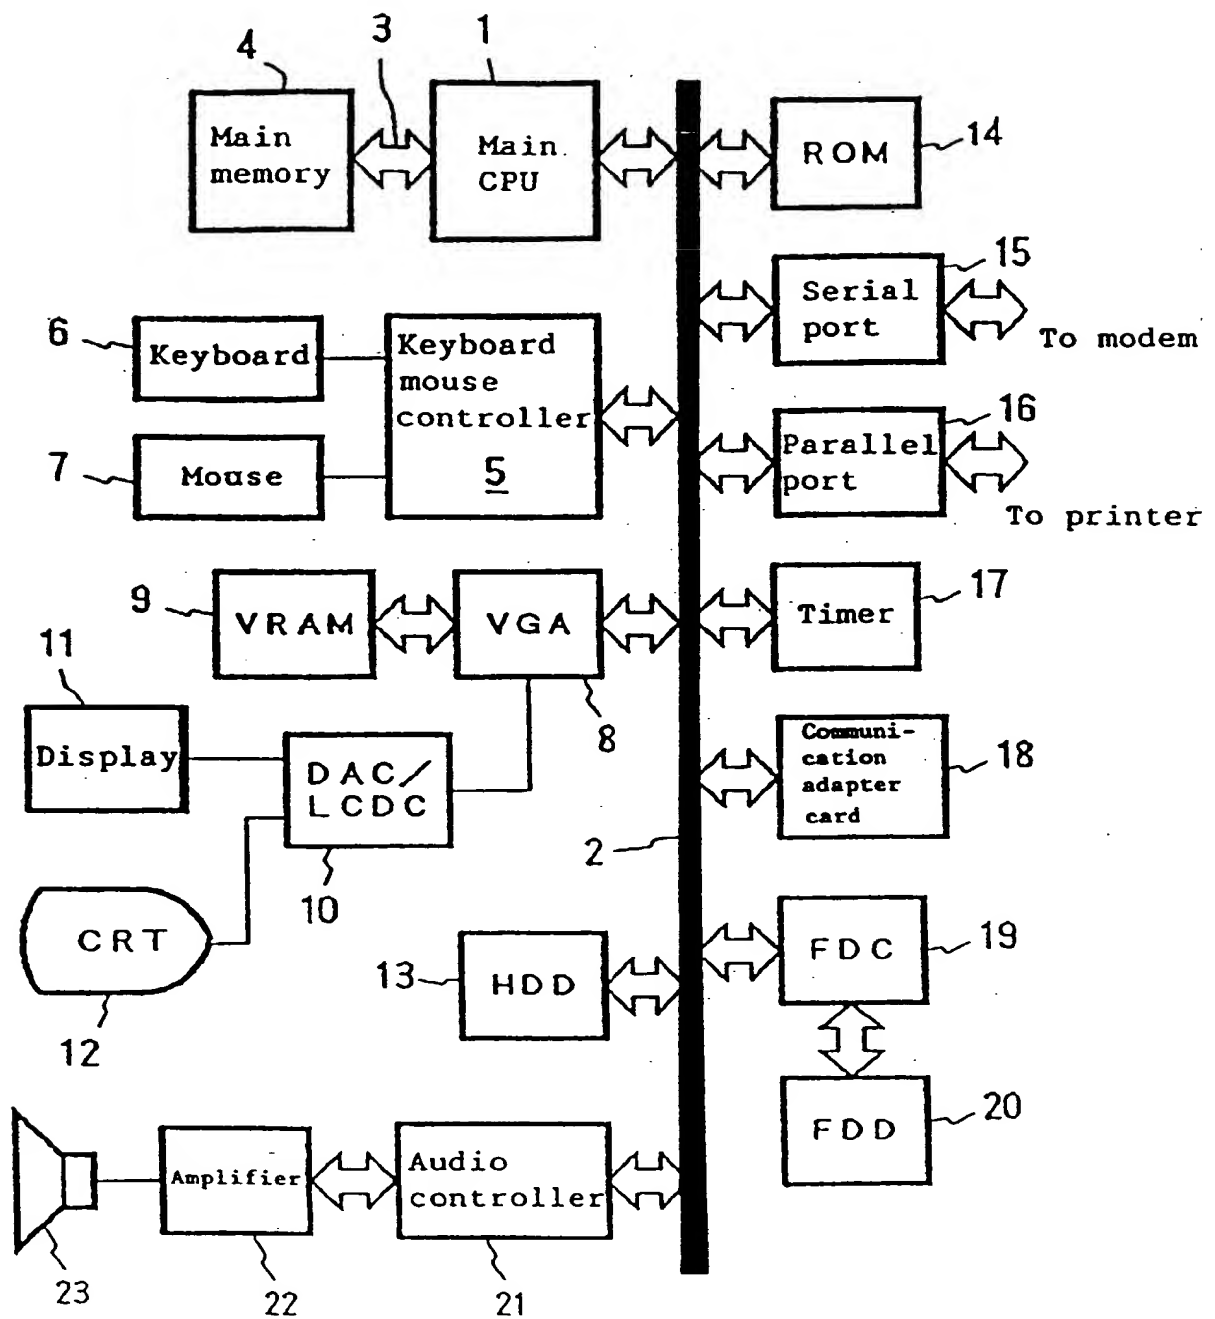 4
3
1
Main
memory
Main
CPU
ROM
14
15
Serial
port
To modem
6
Keyboard
Keyboard
mouse
controller
5
7
Mouse
16
Parallel
port
To printer
9
VRAM
VGA
8
Timer
17
11
Display
DAC/
LCDC
10
Communi-
cation
adapter
card
18
2
CRT
12
13
HDD
FDC
19
FDD
20
23
Amplifier
22
Audio
controller
21